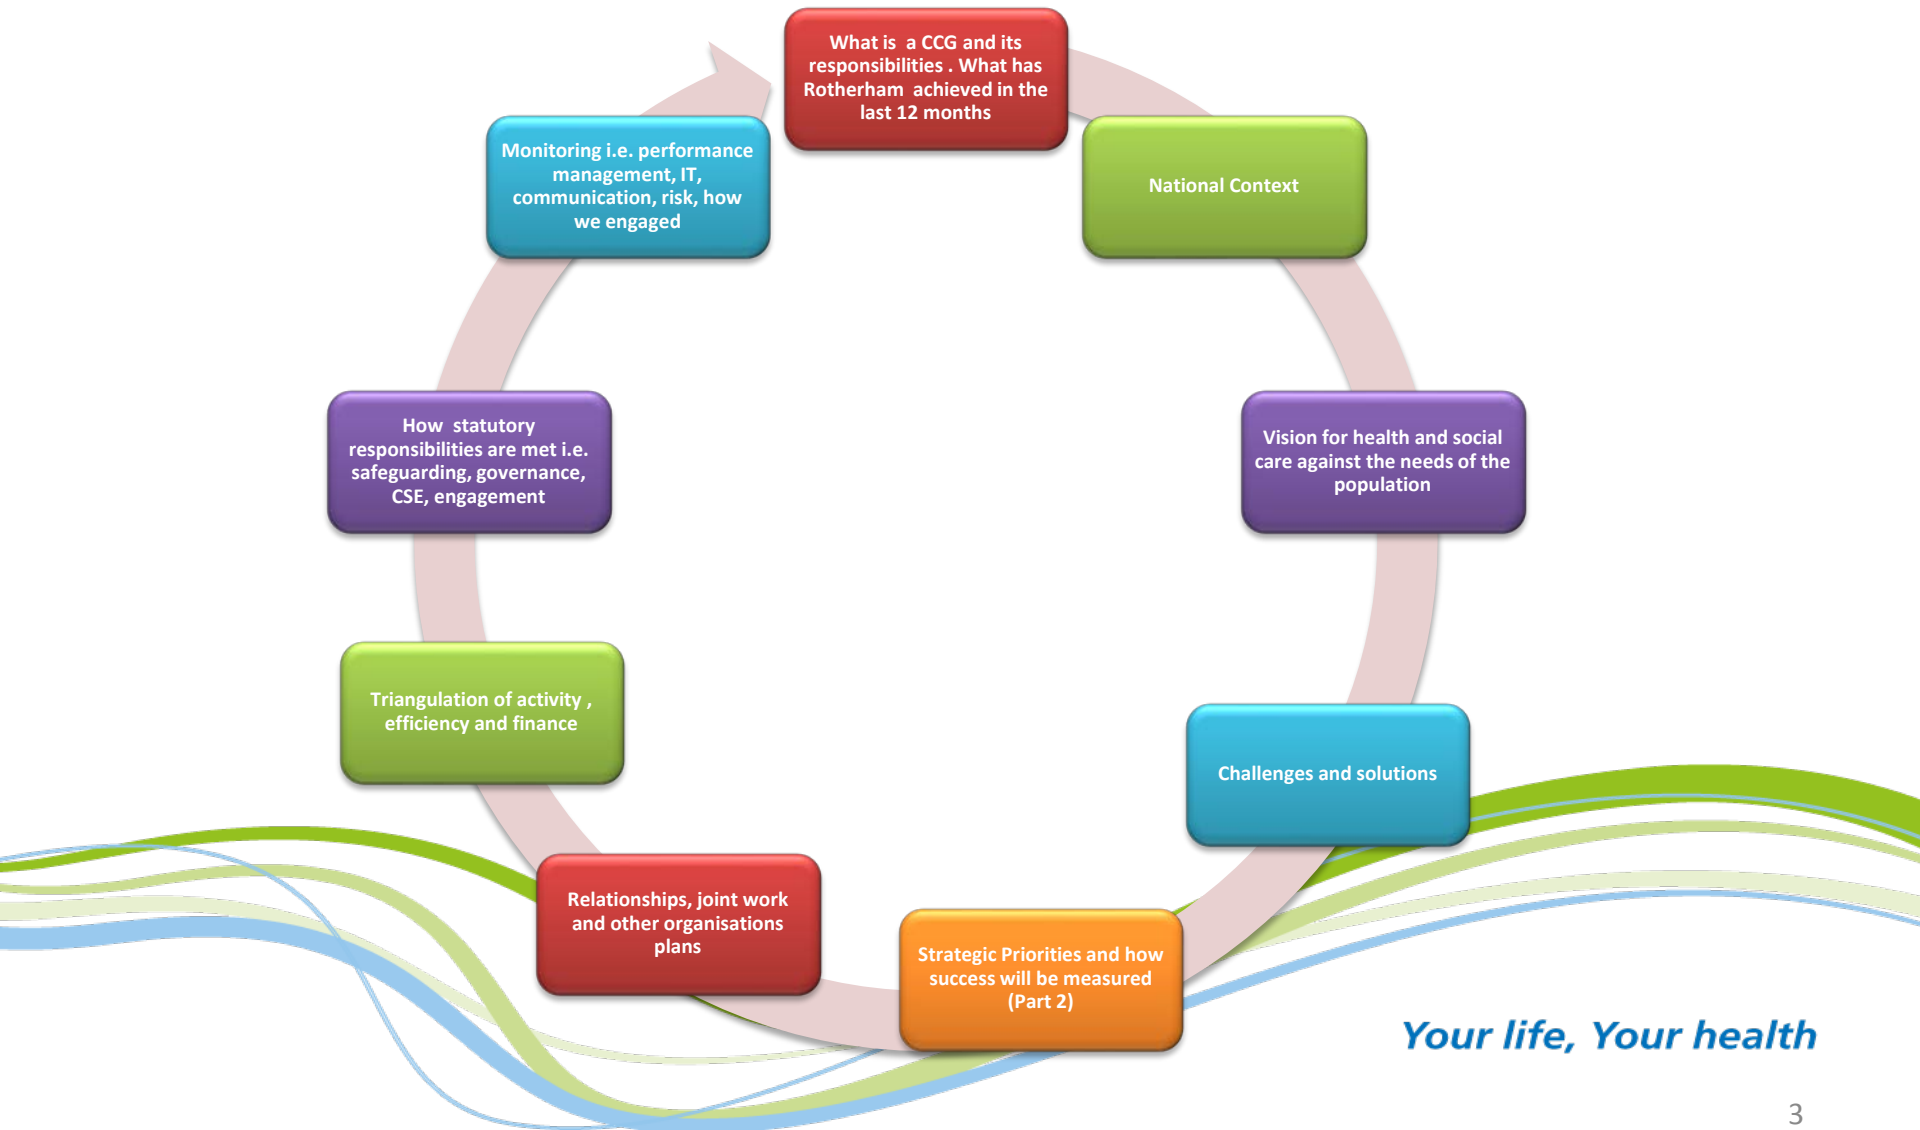 What is  a CCG and its
responsibilities . What has
Rotherham  achieved in the
last 12 months
National Context
Vision for health and social
care against the needs of the
population
Challenges and solutions
Strategic Priorities and how
success will be measured
(Part 2)
Relationships, joint work
and other organisations
plans
Triangulation of activity ,
efficiency and finance
How  statutory
responsibilities are met i.e.
safeguarding, governance,
CSE, engagement
Monitoring i.e. performance
management, IT,
communication, risk, how
we engaged
Your life, Your health
3